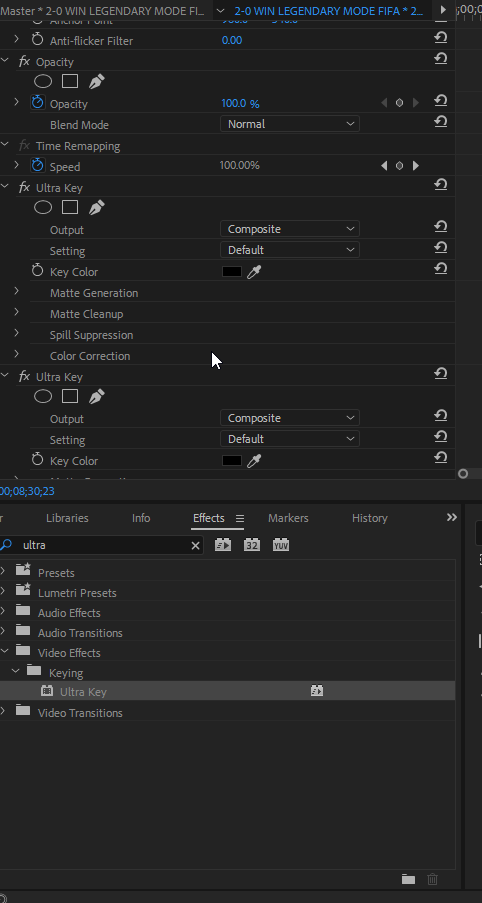 Master * 2-0 WIN LEGENDARY MODE FI... 2-0 WIN LEGENDARY MODE FIFA * 2... ;00;0
Anchor Point
Anti-flicker Filter 0.00
fx Opacity
Opacity 100.0 %
Blend Mode Normal
fx Time Remapping
Speed 100.00%
fx Ultra Key
Output Composite
Setting Default
Key Color
Matte Generation
Matte Cleanup
Spill Suppression
Color Correction
fx Ultra Key
Output Composite
Setting Default
Key Color
00;08;30;23
r Libraries Info Effects Markers History
ultra 32 YUV
Presets
Lumetri Presets
Audio Effects
Audio Transitions
Video Effects
Keying
Ultra Key
Video Transitions